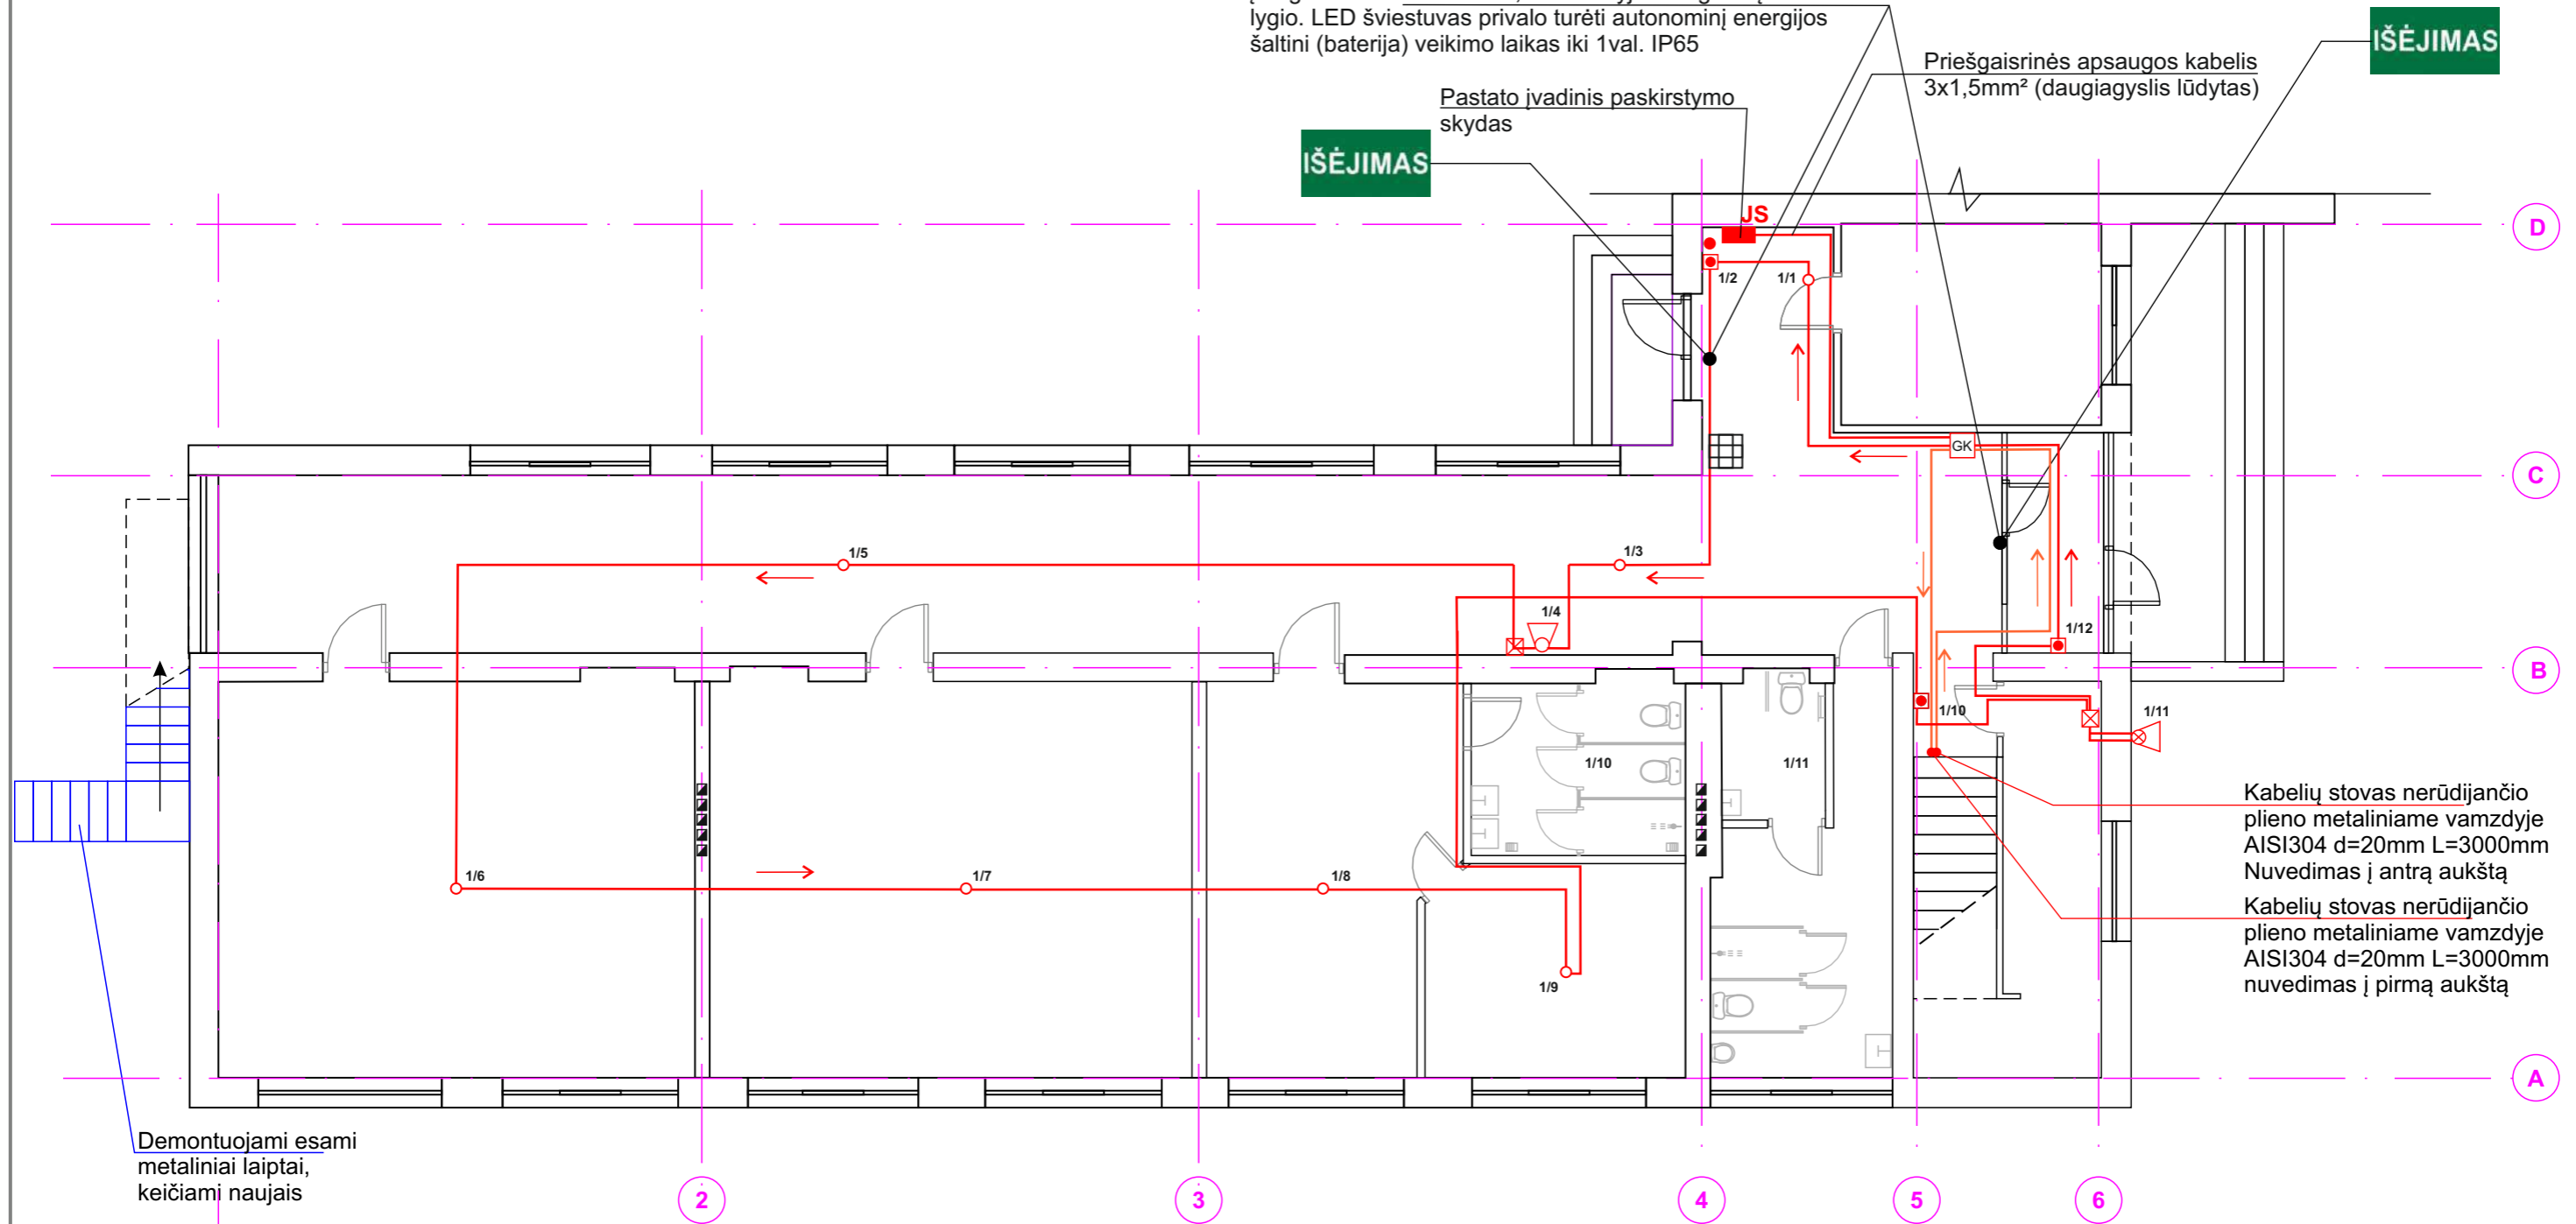 lygio. LED šviestuvas privalo turėti autonominį energijos
šaltini (baterija) veikimo laikas iki 1val. IP65
IŠĖJIMAS
Priešgaisrinės apsaugos kabelis
3x1,5mm² (daugiagyslis lūdytas)
Pastato įvadinis paskirstymo
skydas
IŠĖJIMAS
JS
D
1/2
1/1
GK
C
1/5
1/3
1/4
1/12
B
1/10
1/11
1/10
1/11
Kabelių stovas nerūdijančio
plieno metaliniame vamzdyje
AISI304 d=20mm L=3000mm
Nuvedimas į antrą aukštą
1/6
1/7
1/8
Kabelių stovas nerūdijančio
plieno metaliniame vamzdyje
AISI304 d=20mm L=3000mm
nuvedimas į pirmą aukštą
1/9
A
Demontuojami esami
metaliniai laiptai,
keičiami naujais
2
3
4
5
6